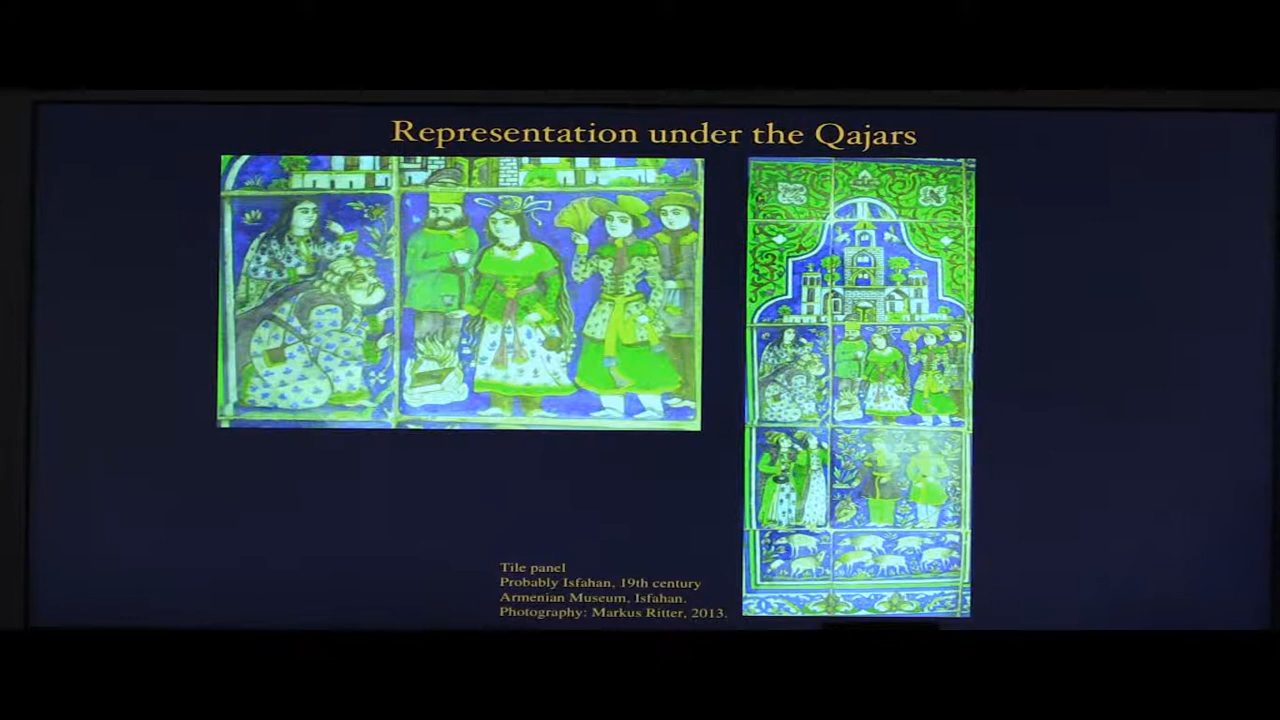 Representation under the Qajars
Tile panel
Probably Isfahan, 19th century
Armenian Museum, Isfahan.
Photography: Markus Ritter, 2013.